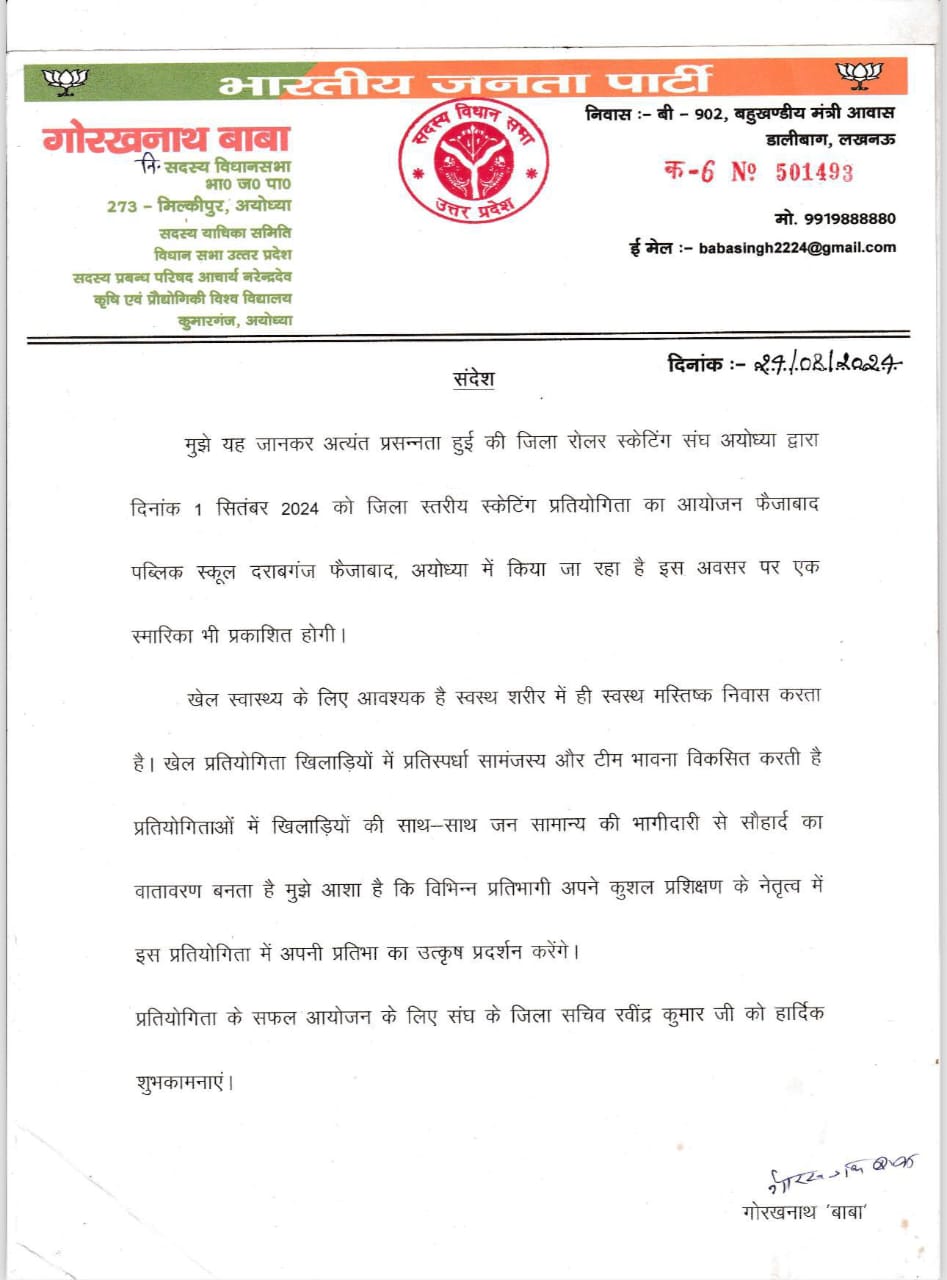 भारतीय जनता पार्टी
गोरखनाथ बाबा
नि. सदस्य विधानसभा
भा0 ज0 पा0
273 – मिल्कीपुर, अयोध्या
सदस्य याचिका समिति
विधान सभा उत्तर प्रदेश
सदस्य प्रबन्ध परिषद आचार्य नरेन्द्रदेव
कृषि एवं प्रौद्योगिकी विश्व विद्यालय
कुमारगंज, अयोध्या
सदस्य विधान सभा
उत्तर प्रदेश
निवास :– बी – 902, बहुखण्डीय मंत्री आवास
डालीबाग, लखनऊ
क-6 № 501493
मो. 9919888880
ई मेल :– babasingh2224@gmail.com
दिनांक :– 27/08/2024
संदेश
मुझे यह जानकर अत्यंत प्रसन्नता हुई की जिला रोलर स्केटिंग संघ अयोध्या द्वारा
दिनांक 1 सितंबर 2024 को जिला स्तरीय स्केटिंग प्रतियोगिता का आयोजन फैजाबाद
पब्लिक स्कूल दराबगंज फैजाबाद, अयोध्या में किया जा रहा है इस अवसर पर एक
स्मारिका भी प्रकाशित होगी।
खेल स्वास्थ्य के लिए आवश्यक है स्वस्थ शरीर में ही स्वस्थ मस्तिष्क निवास करता
है। खेल प्रतियोगिता खिलाड़ियों में प्रतिस्पर्धा सामंजस्य और टीम भावना विकसित करती है
प्रतियोगिताओं में खिलाड़ियों की साथ–साथ जन सामान्य की भागीदारी से सौहार्द का
वातावरण बनता है मुझे आशा है कि विभिन्न प्रतिभागी अपने कुशल प्रशिक्षण के नेतृत्व में
इस प्रतियोगिता में अपनी प्रतिभा का उत्कृष प्रदर्शन करेंगे।
प्रतियोगिता के सफल आयोजन के लिए संघ के जिला सचिव रवींद्र कुमार जी को हार्दिक
शुभकामनाएं।
गोरखनाथ 'बाबा'